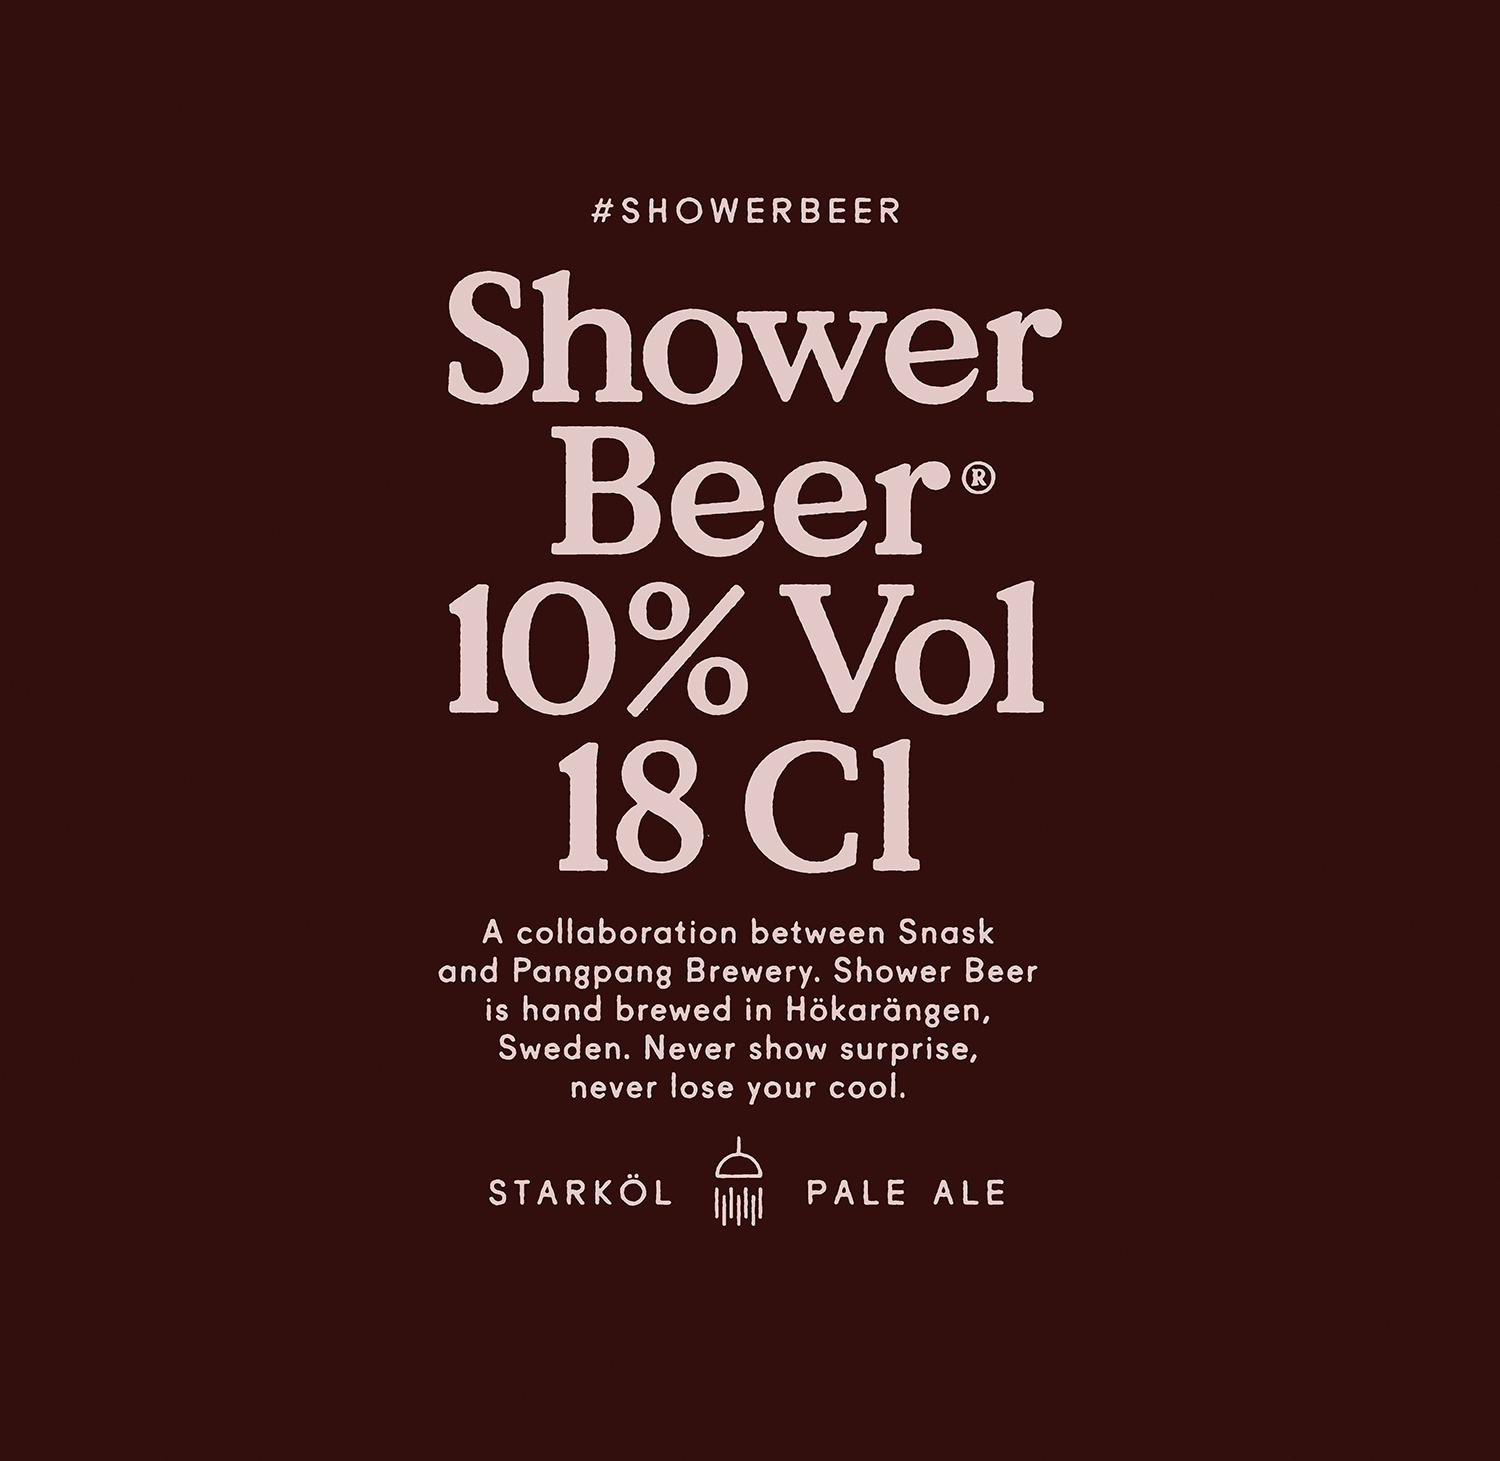 #SHOWERBEER
Shower
Beer®
10% Vol
18 Cl
A collaboration between Snask
and Pangpang Brewery. Shower Beer
is hand brewed in Hökarängen,
Sweden. Never show surprise,
never lose your cool.
STARKÖL PALE ALE